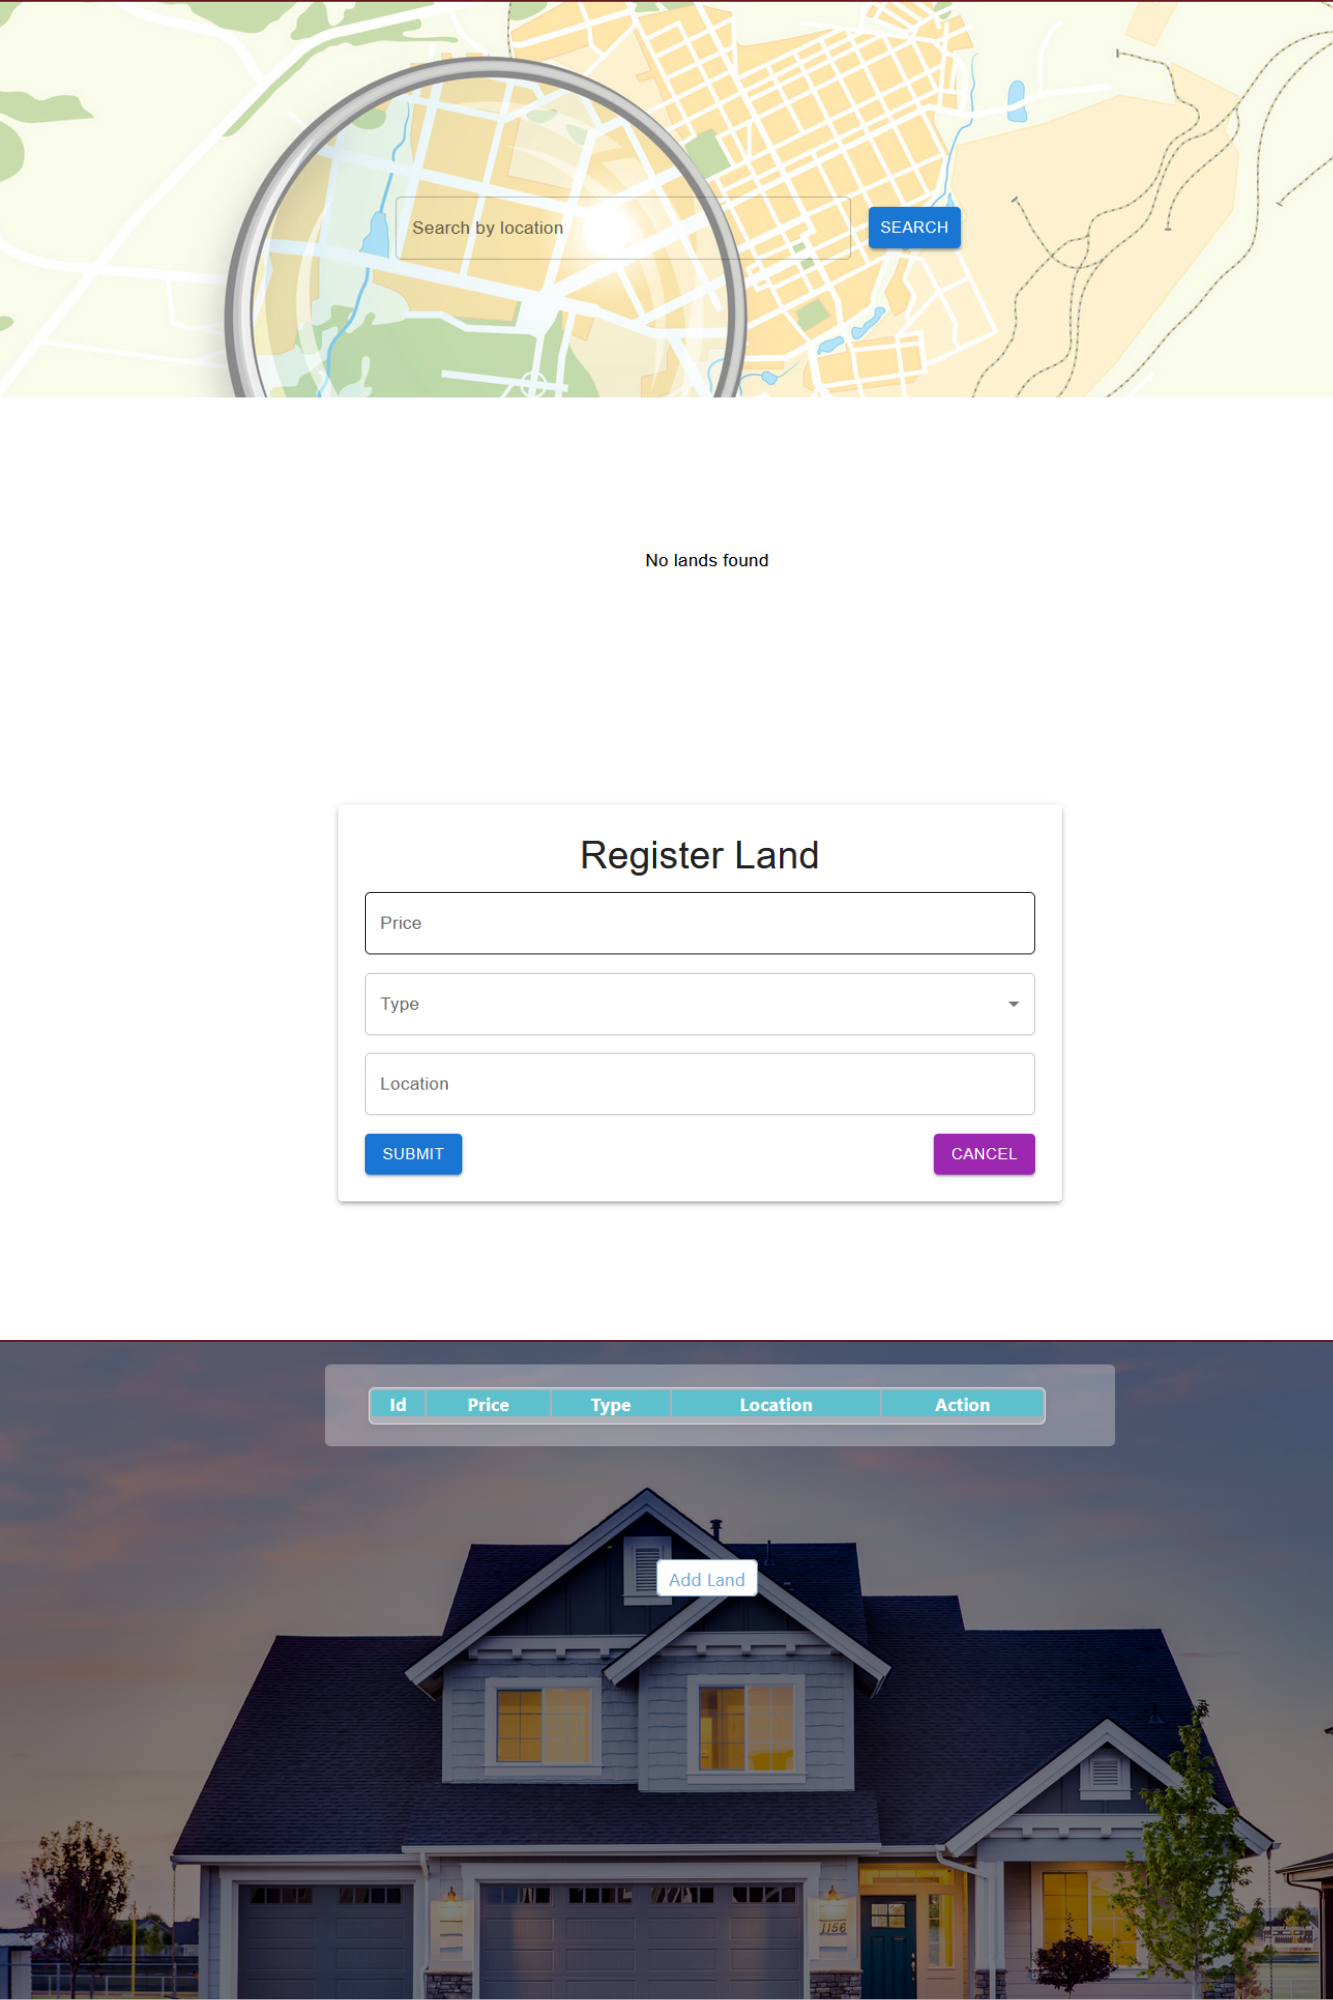 Search by location
SEARCH
No lands found
Register Land
Price
Type
Location
SUBMIT
CANCEL
Id Price Type Location Action
Add Land
1156